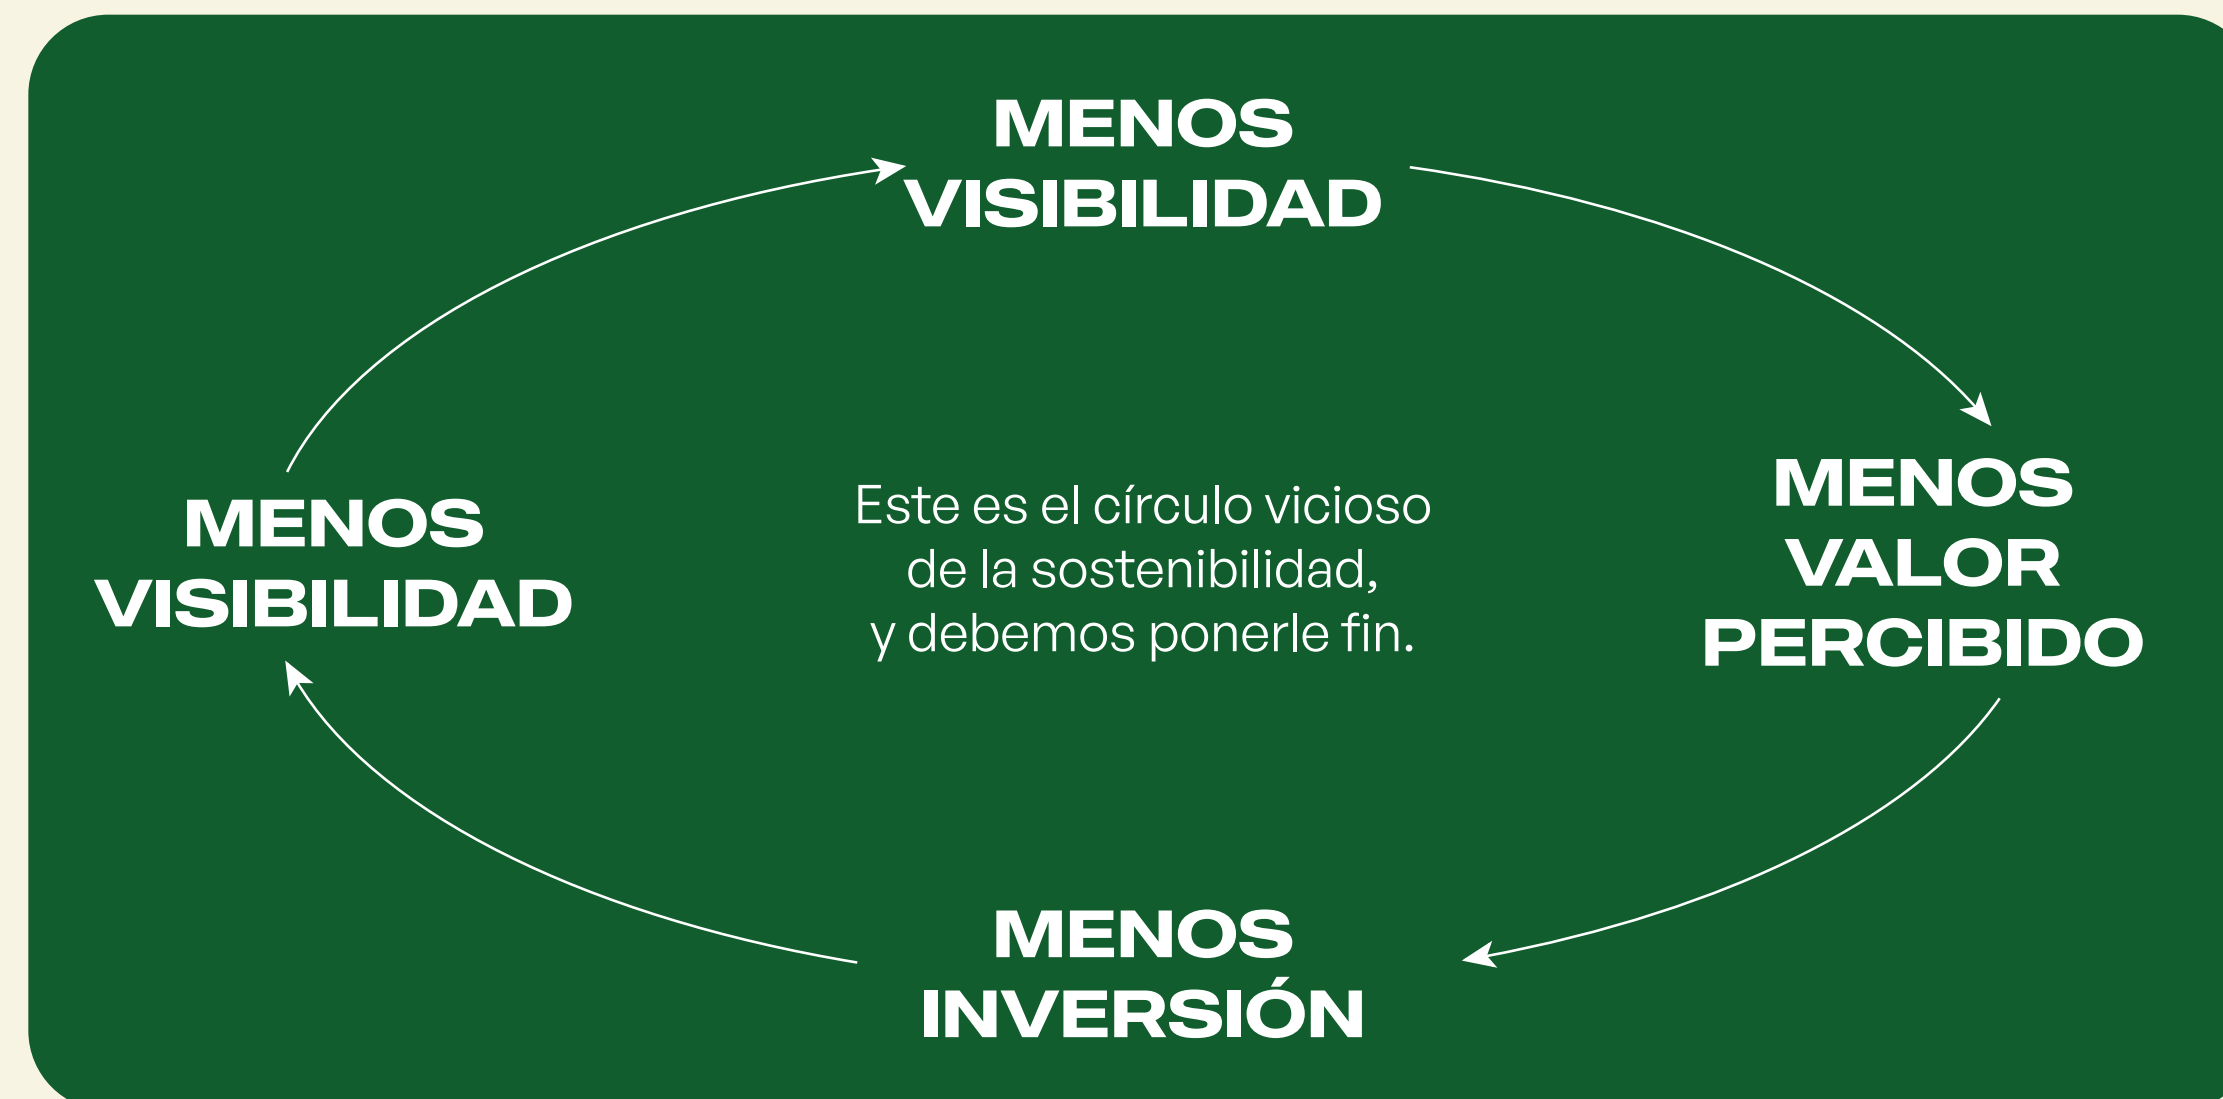 MENOS
VISIBILIDAD
MENOS
VISIBILIDAD
Este es el círculo vicioso
de la sostenibilidad,
y debemos ponerle fin.
MENOS
VALOR
PERCIBIDO
MENOS
INVERSIÓN